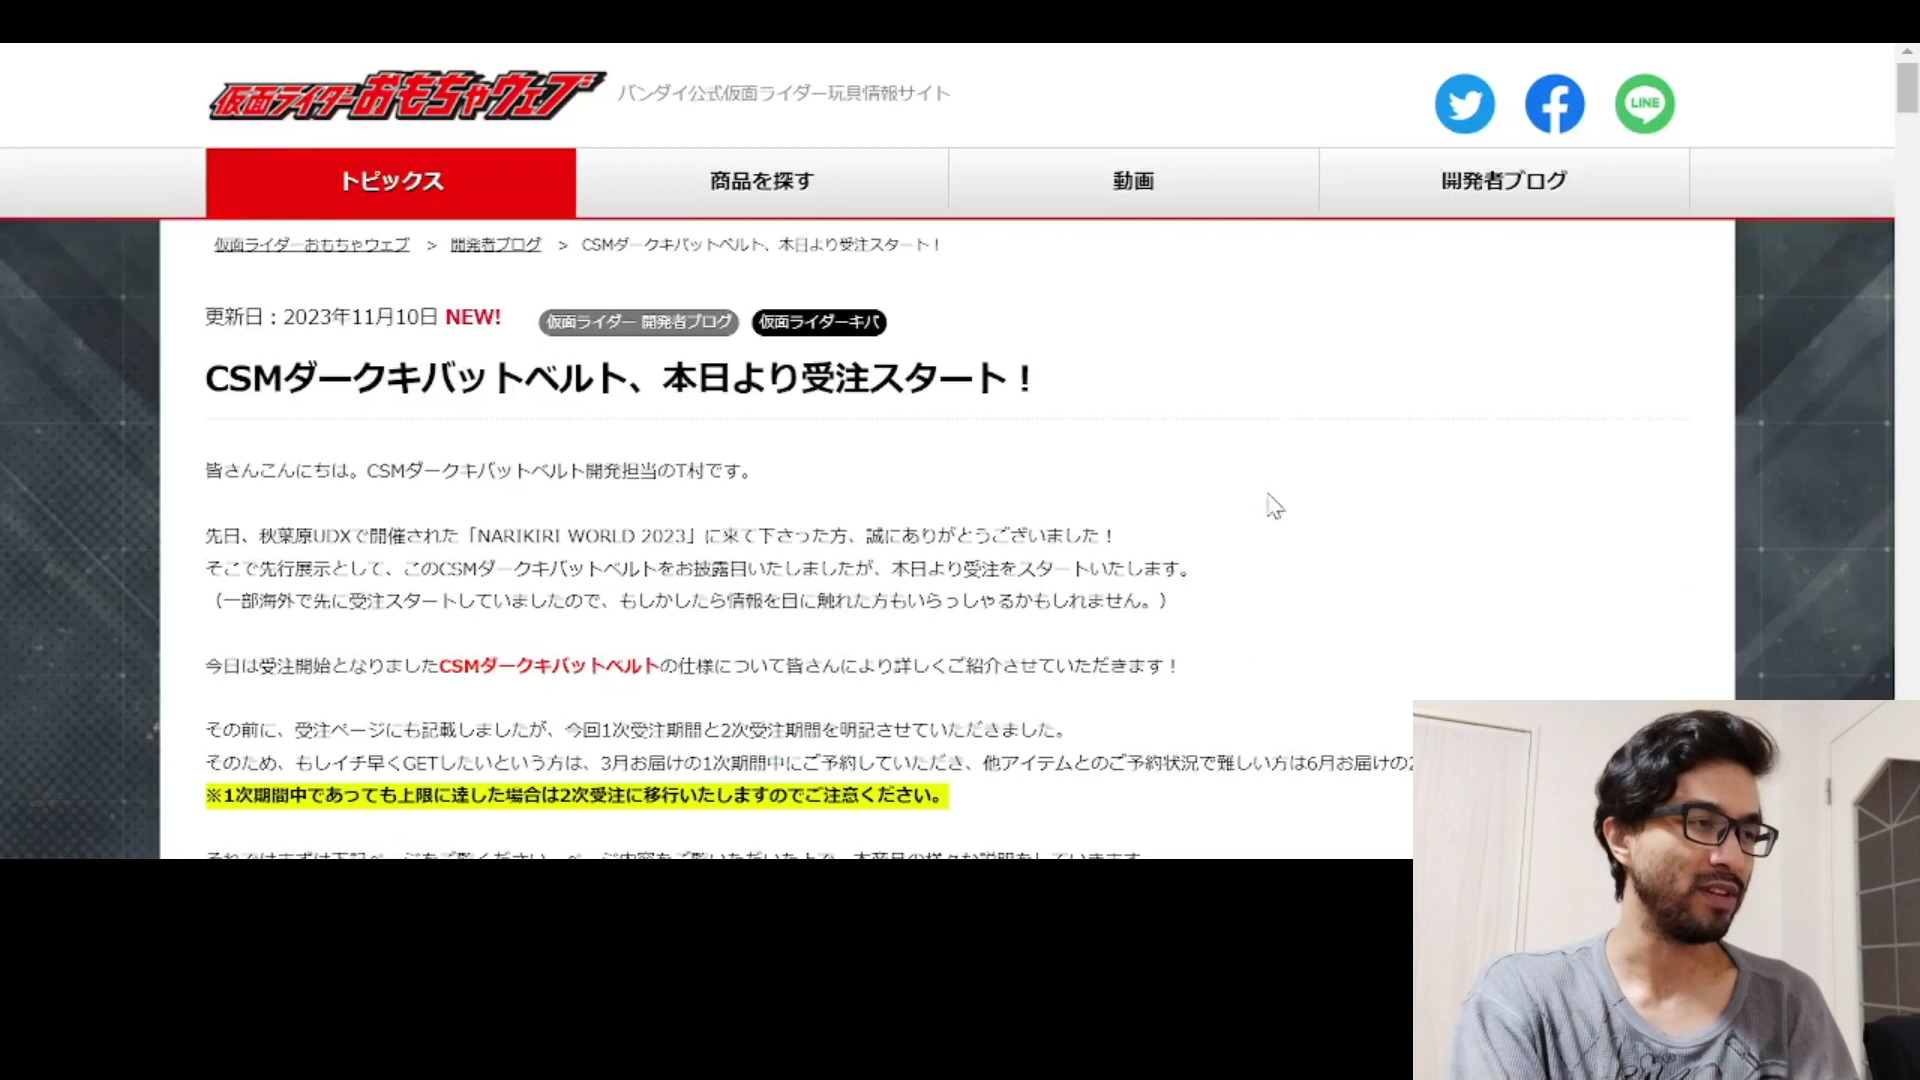 仮面ライダーおもちゃウェブ バンダイ公式仮面ライダー玩具情報サイト LINE
トピックス 商品を探す 動画 開発者ブログ
仮面ライダーおもちゃウェブ > 開発者ブログ > CSMダークキバットベルト、本日より受注スタート！
更新日：2023年11月10日 NEW! 仮面ライダー 開発者ブログ 仮面ライダーキバ
CSMダークキバットベルト、本日より受注スタート！
皆さんこんにちは。CSMダークキバットベルト開発担当のT村です。
先日、秋葉原UDXで開催された「NARIKIRI WORLD 2023」に来て下さった方、誠にありがとうございました！
そこで先行展示として、このCSMダークキバットベルトをお披露目いたしましたが、本日より受注をスタートいたします。
（一部海外で先に受注スタートしていましたので、もしかしたら情報を目に触れた方もいらっしゃるかもしれません。）
今日は受注開始となりましたCSMダークキバットベルトの仕様について皆さんにより詳しくご紹介させていただきます！
その前に、受注ページにも記載しましたが、今回1次受注期間と2次受注期間を明記させていただきました。
そのため、もしイチ早くGETしたいという方は、3月お届けの1次期間中にご予約していただき、他アイテムとのご予約状況で難しい方は6月お届けの2
※1次期間中であっても上限に達した場合は2次受注に移行いたしますのでご注意ください。